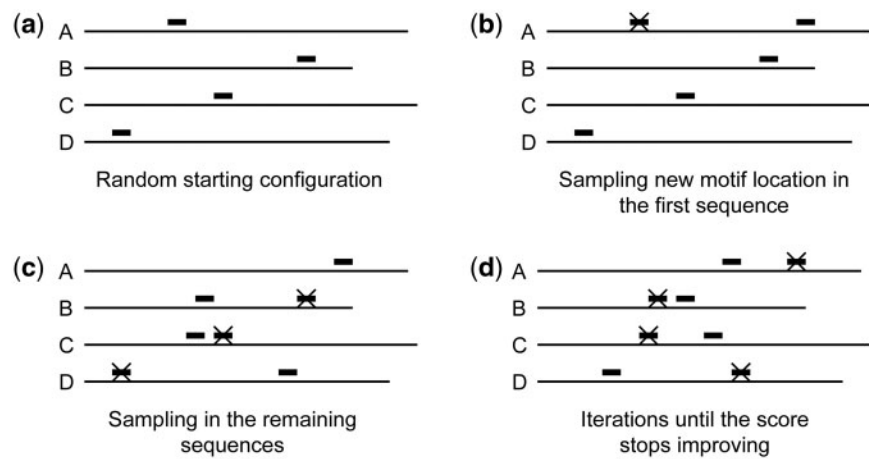 (a)
A
B
C
D
Random starting configuration
(b)
A
B
C
D
Sampling new motif location in
the first sequence
(c)
A
B
C
D
Sampling in the remaining
sequences
(d)
A
B
C
D
Iterations until the score
stops improving